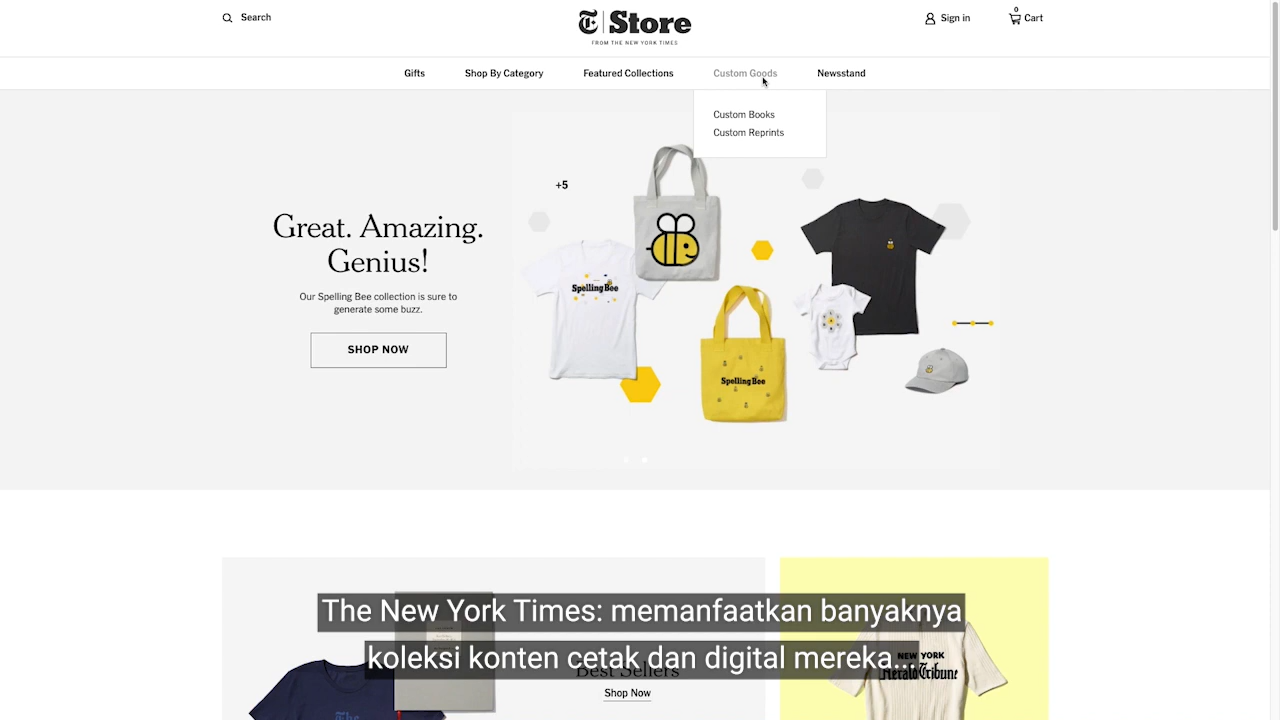 Search
T Store
FROM THE NEW YORK TIMES
Sign in
0
Cart
Gifts
Shop By Category
Featured Collections
Custom Goods
Newsstand
Custom Books
Custom Reprints
+5
Great. Amazing.
Genius!
Our Spelling Bee collection is sure to
generate some buzz.
SHOP NOW
Spelling Bee
Spelling Bee
The New York Times: memanfaatkan banyaknya
koleksi konten cetak dan digital mereka...
Best Sellers
Shop Now
NEW YORK
Herald Tribune
The